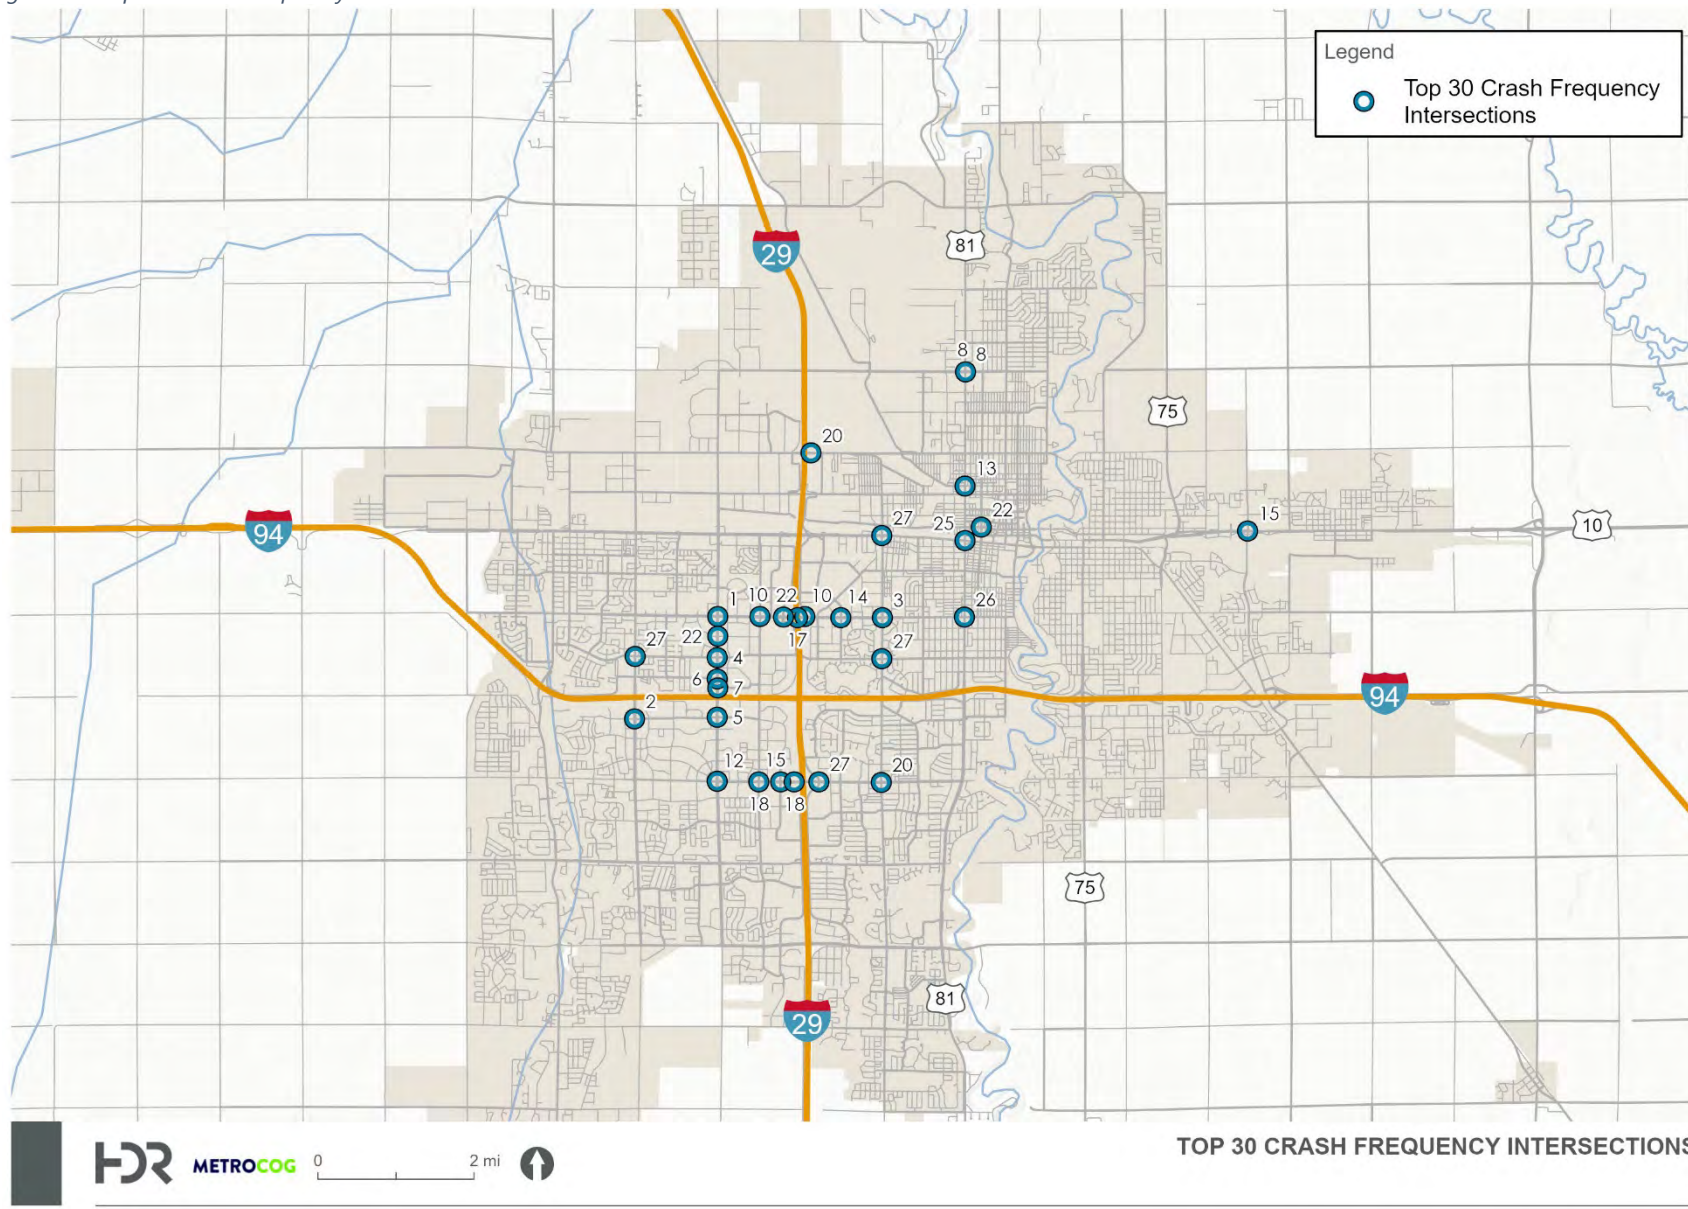 Legend
Top 30 Crash Frequency
Intersections
29
81
8 8
75
20
13
22
27
25
15
94
10
1 10 22 10 14 3 26
17
22
27 4 27
6
7
94
2
5
12 15 27 20
18 18
75
81
29
HDR METROCOG 0 2 mi
TOP 30 CRASH FREQUENCY INTERSECTIONS